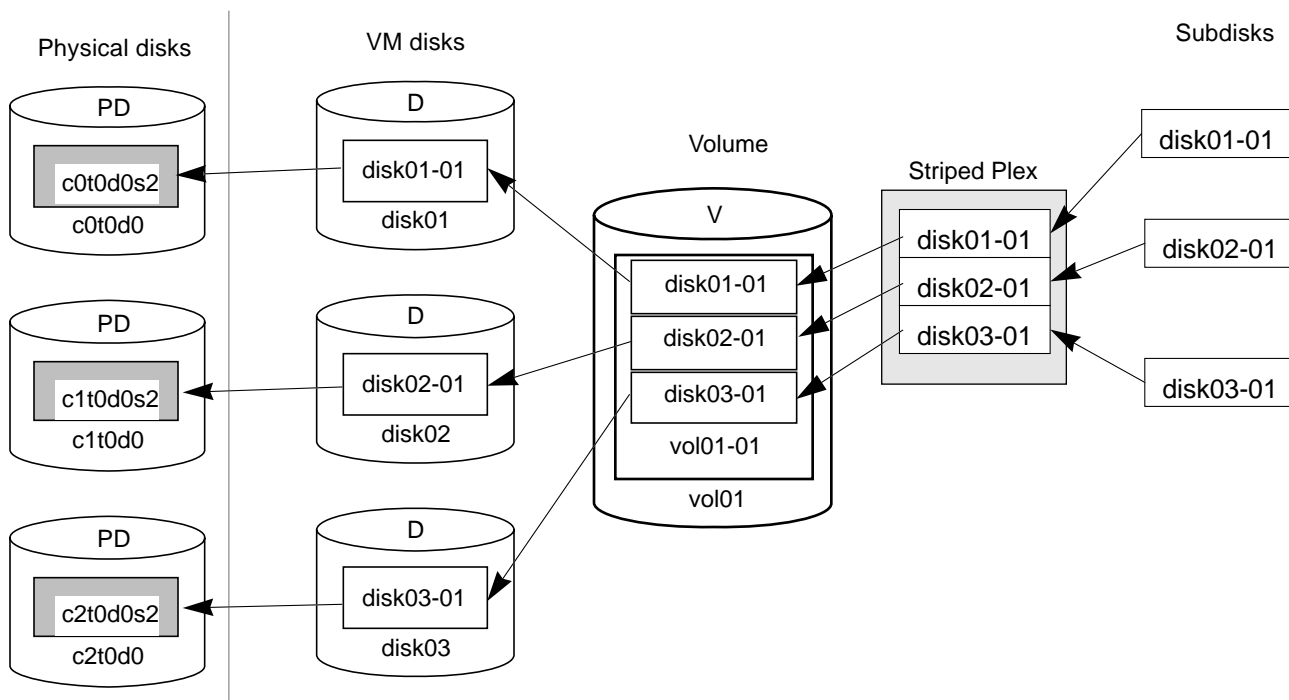 Physical disks
PD
c0t0d0s2
c0t0d0
PD
c1t0d0s2
c1t0d0
PD
c2t0d0s2
c2t0d0
VM disks
D
disk01-01
disk01
D
disk02-01
disk02
D
disk03-01
disk03
Volume
V
disk01-01
disk02-01
disk03-01
vol01-01
vol01
Striped Plex
disk01-01
disk02-01
disk03-01
Subdisks
disk01-01
disk02-01
disk03-01